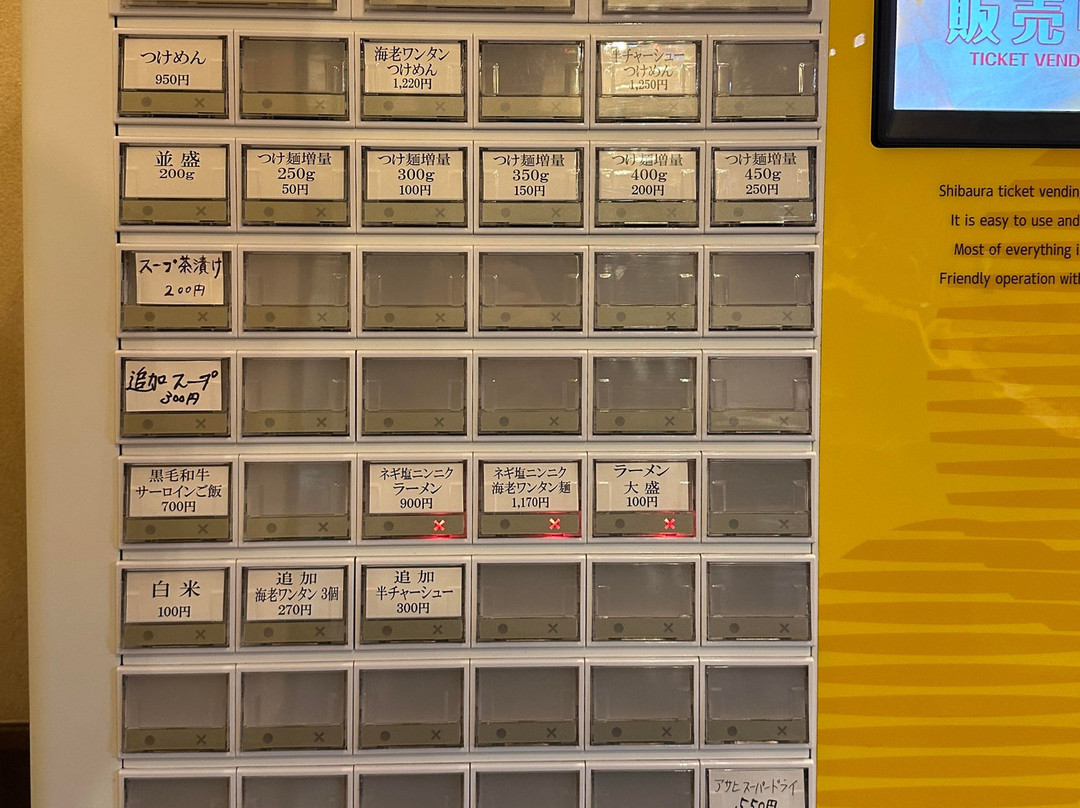 販売中
TICKET VEND
つけめん
950円
海老ワンタン
つけめん
1,220円
半チャーシュー
つけめん
1,250円
並盛
200g
つけ麺増量
250g
50円
つけ麺増量
300g
100円
つけ麺増量
350g
150円
つけ麺増量
400g
200円
つけ麺増量
450g
250円
Shibaura ticket vendin
It is easy to use and
Most of everything i
Friendly operation with
スープ茶漬け
200円
追加スープ
300円
黒毛和牛
サーロインご飯
700円
ネギ塩ニンニク
ラーメン
900円
ネギ塩ニンニク
海老ワンタン麺
1,170円
ラーメン
大盛
100円
白米
100円
追加
海老ワンタン 3個
270円
追加
半チャーシュー
300円
アサヒスーパードライ
550円